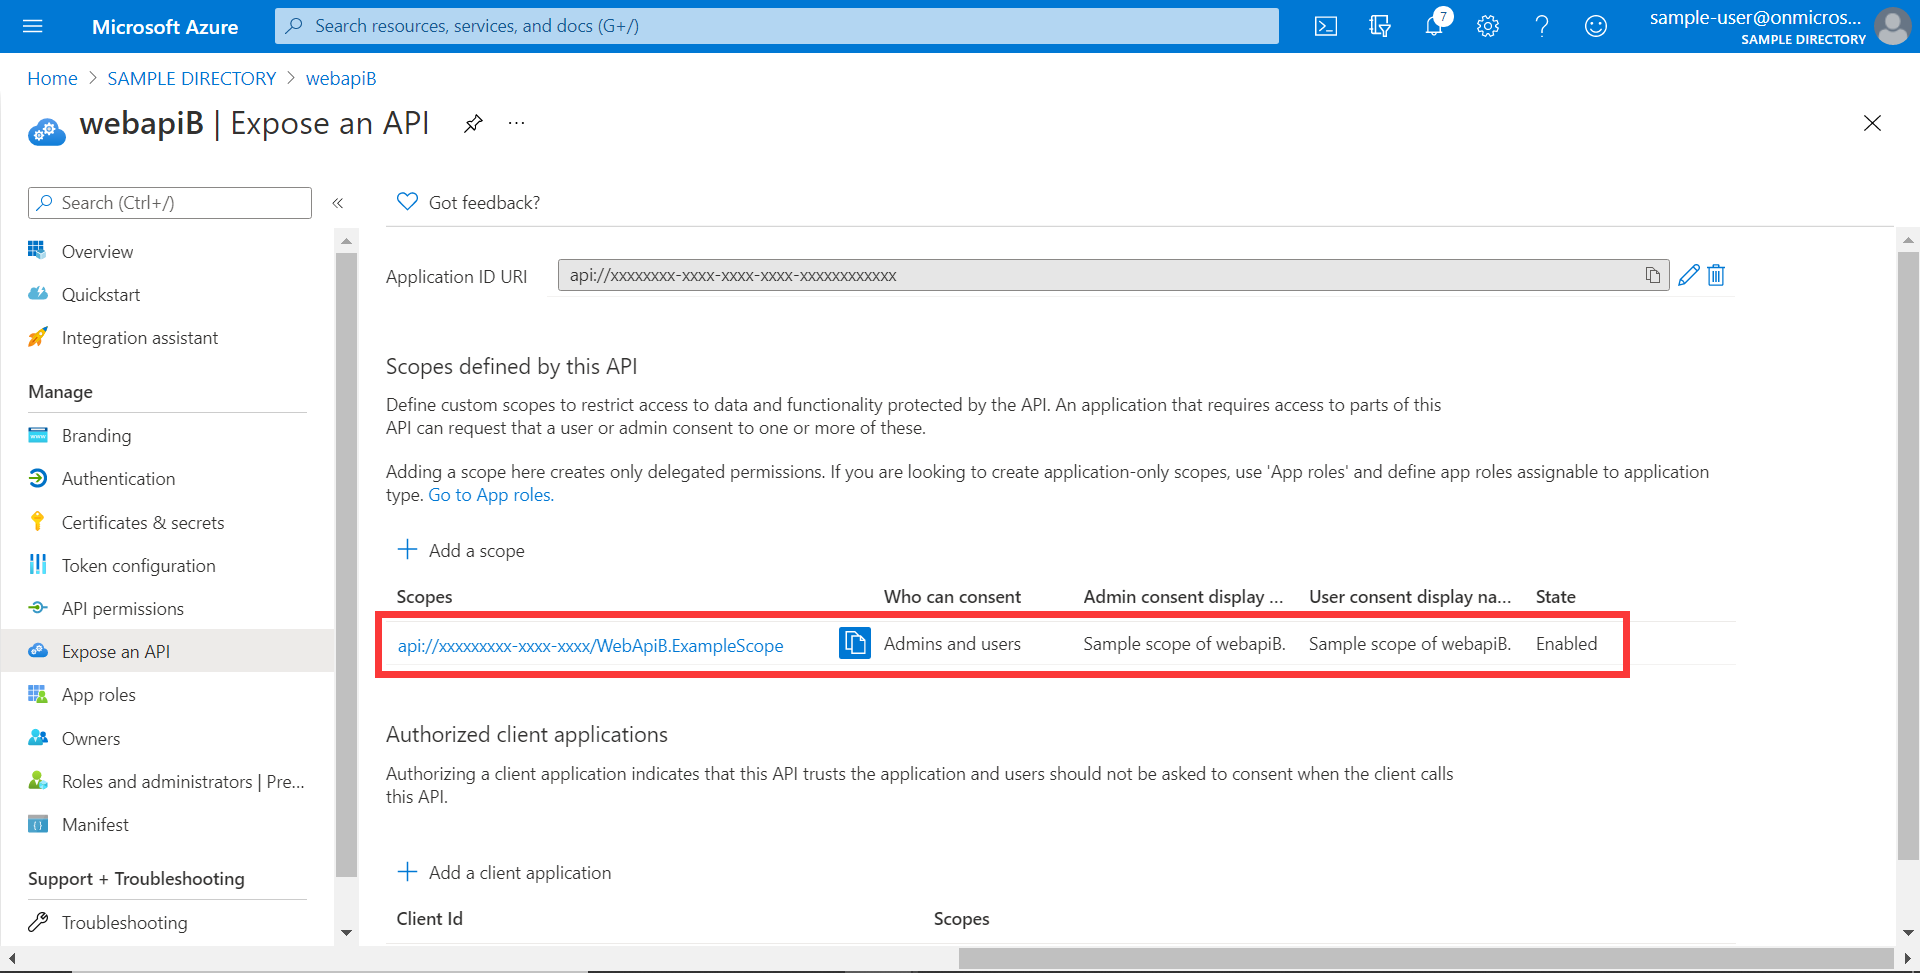 Microsoft Azure
Search resources, services, and docs (G+/)
7
sample-user@onmicros...
SAMPLE DIRECTORY
Home > SAMPLE DIRECTORY > webapiB
webapiB | Expose an API
...
Search (Ctrl+/)
«
Got feedback?
Overview
Quickstart
Integration assistant
Manage
Branding
Authentication
Certificates & secrets
Token configuration
API permissions
Expose an API
App roles
Owners
Roles and administrators | Pre...
Manifest
Support + Troubleshooting
Troubleshooting
Application ID URI
api://xxxxxxxx-xxxx-xxxx-xxxx-xxxxxxxxxxxx
Scopes defined by this API
Define custom scopes to restrict access to data and functionality protected by the API. An application that requires access to parts of this
API can request that a user or admin consent to one or more of these.
Adding a scope here creates only delegated permissions. If you are looking to create application-only scopes, use 'App roles' and define app roles assignable to application
type. Go to App roles.
Add a scope
Scopes Who can consent Admin consent display ... User consent display na... State
api://xxxxxxxxx-xxxx-xxxx/WebApiB.ExampleScope Admins and users Sample scope of webapiB. Sample scope of webapiB. Enabled
Authorized client applications
Authorizing a client application indicates that this API trusts the application and users should not be asked to consent when the client calls
this API.
Add a client application
Client Id Scopes